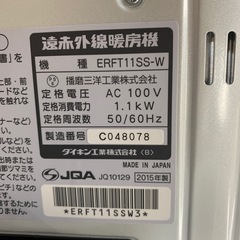 遠赤外線暖房機
機種 ERFT11SS-W
播磨三洋工業株式会社
定格電圧 AC 100V
定格消費電力 1.1kW
定格周波数 50/60Hz
製造番号 C048078
ダイキン工業株式会社(B)
MADE IN JAPAN
JQA JQ10129 2015年製
*ERFT11SSW3*